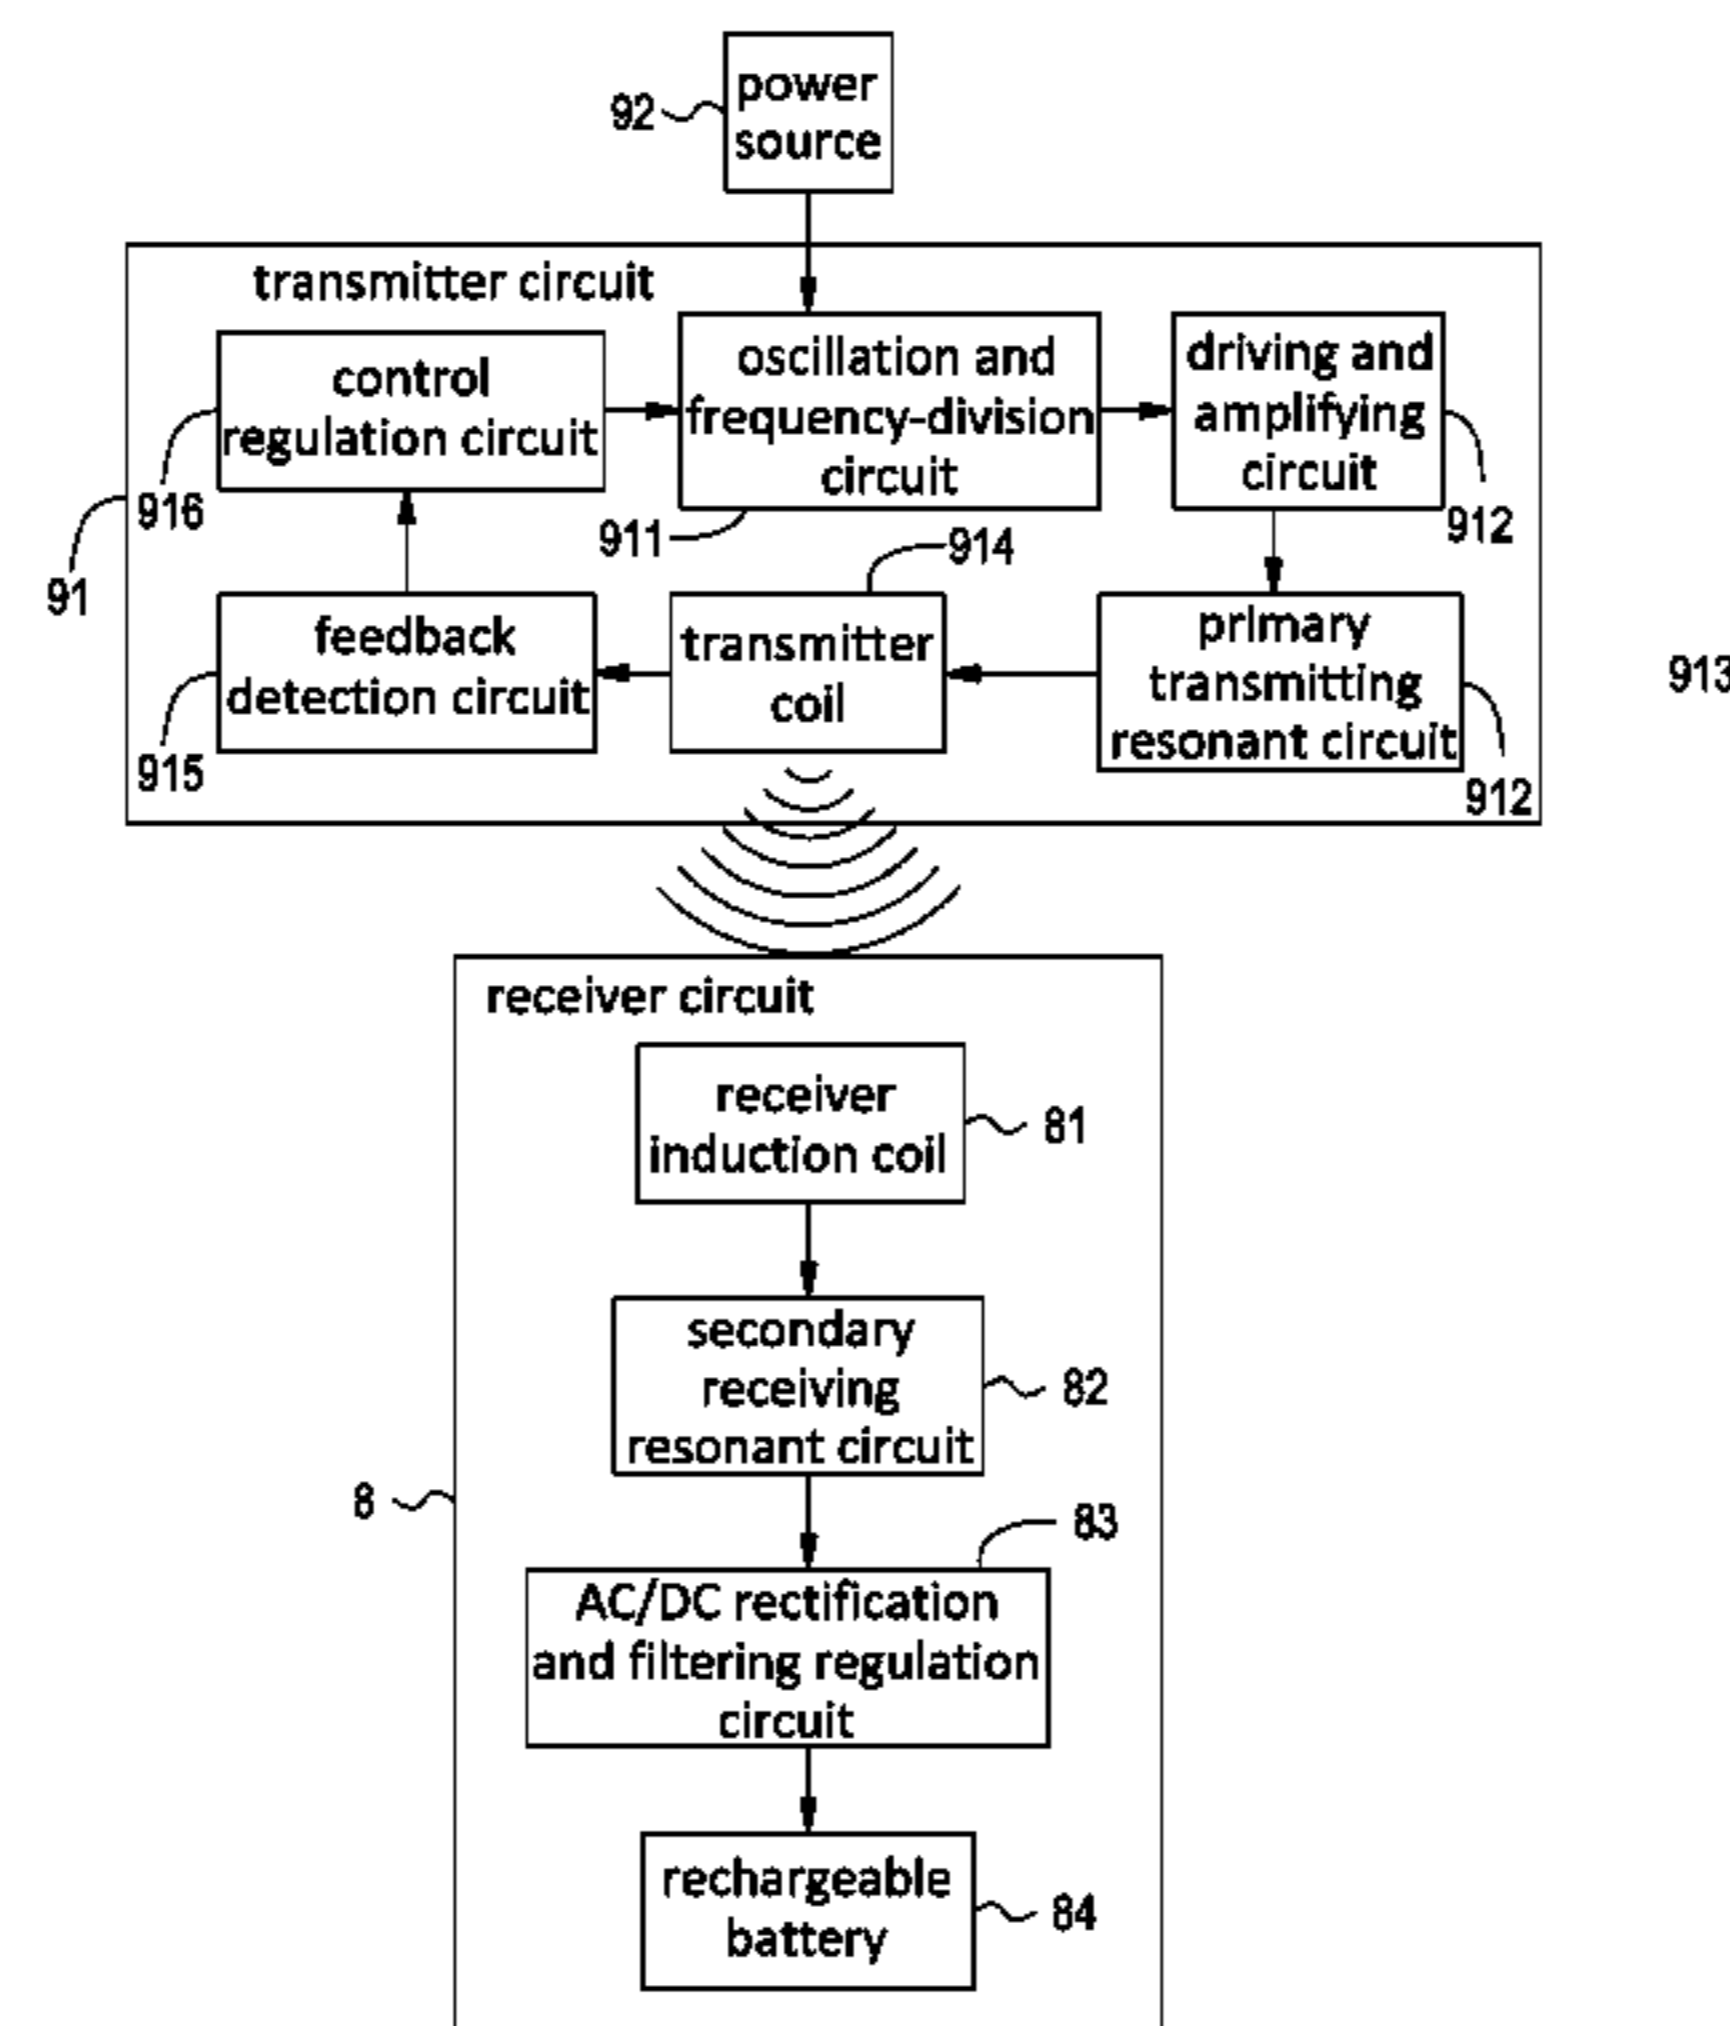 power
source
92
transmitter circuit
control
regulation circuit
916
oscillation and
frequency-division
circuit
911
driving and
amplifying
circuit
912
91
feedback
detection circuit
915
transmitter
coil
914
primary
transmitting
resonant circuit
912
913
receiver circuit
receiver
induction coil
81
secondary
receiving
resonant circuit
82
8
83
AC/DC rectification
and filtering regulation
circuit
rechargeable
battery
84